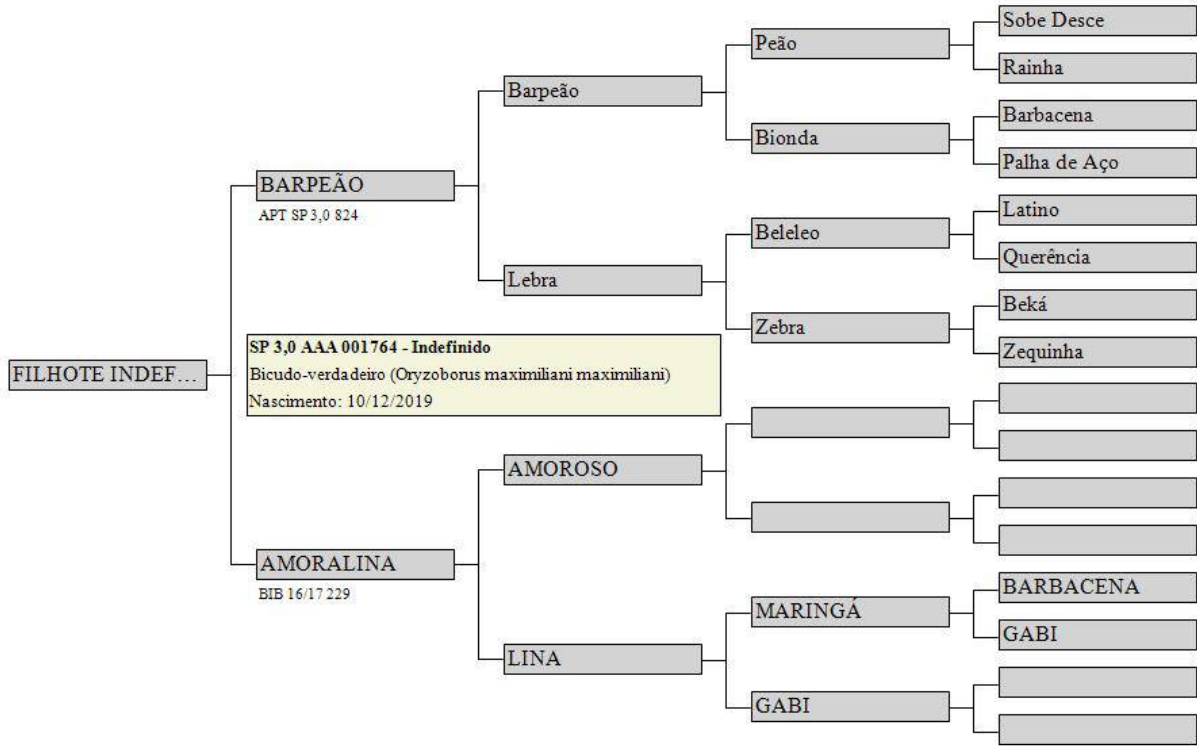 Sobe Desce
Peão
Rainha
Barpeão
Barbacena
Bionda
Palha de Aço
BARPEÃO
APT SP 3,0 824
Latino
Beleleo
Querência
Lebra
Beká
Zebra
Zequinha
FILHOTE INDEF...
SP 3,0 AAA 001764 - Indefinido
Bicudo-verdadeiro (Oryzoborus maximiliani maximiliani)
Nascimento: 10/12/2019
AMOROSO
AMORALINA
BIB 16/17 229
BARBACENA
MARINGÁ
GABI
LINA
GABI